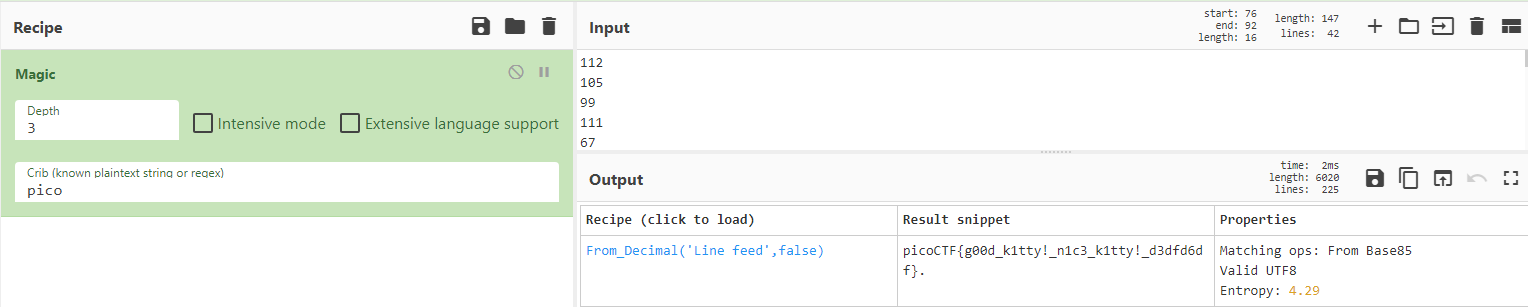 Recipe
Magic
Depth
3
Intensive mode
Extensive language support
Crib (known plaintext string or regex)
pico
Input
start: 76
end: 92
length: 16
length: 147
lines: 42
112
105
99
111
67
Output
time: 2ms
length: 6020
lines: 225
Recipe (click to load) Result snippet Properties
From_Decimal('Line feed',false)
picoCTF{g00d_k1tty!_n1c3_k1tty!_d3dfd6d
f}.
Matching ops: From Base85
Valid UTF8
Entropy: 4.29